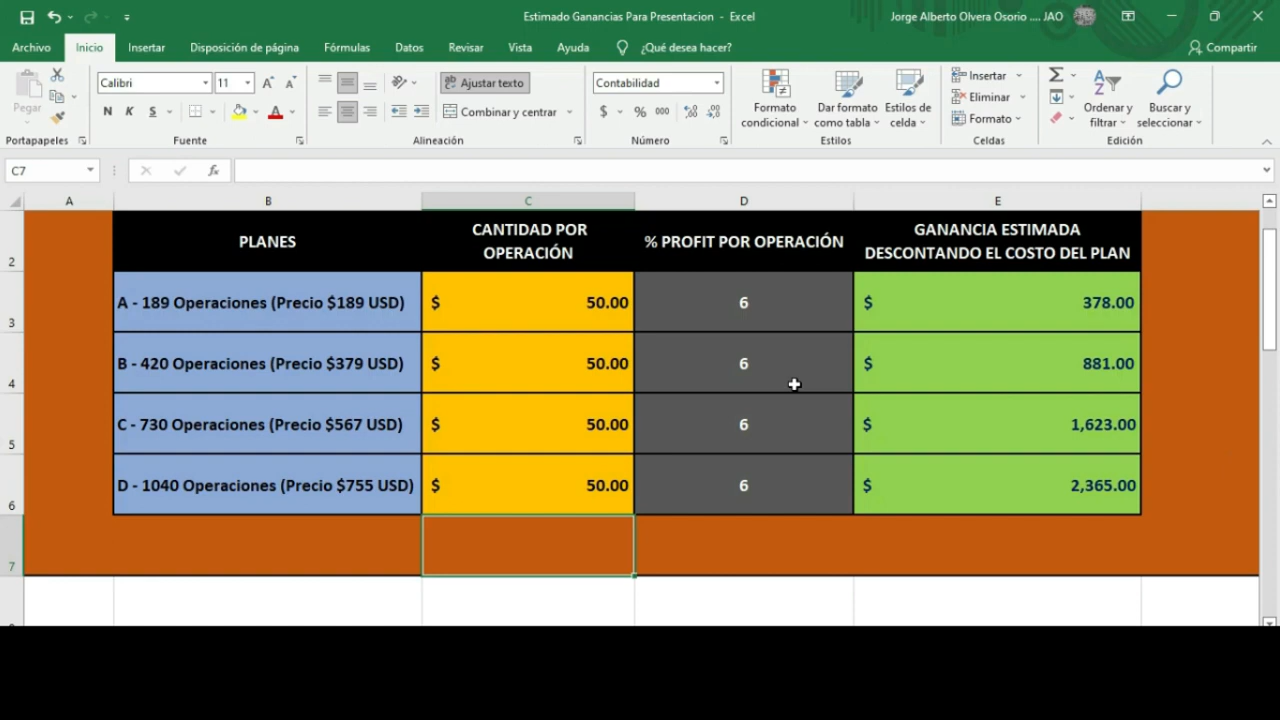 Estimado Ganancias Para Presentacion - Excel
Jorge Alberto Olvera Osorio .... JAO
Archivo Inicio Insertar Disposición de página Fórmulas Datos Revisar Vista Ayuda ¿Qué desea hacer? Compartir
Pegar
Calibri 11
N K S
Ajustar texto
Combinar y centrar
Contabilidad
$ % 000
Formato condicional
Dar formato como tabla
Estilos de celda
Insertar
Eliminar
Formato
Ordenar y filtrar
Buscar y seleccionar
Portapapeles Fuente Alineación Número Estilos Celdas Edición
C7 fx
A B C D E
2 PLANES CANTIDAD POR OPERACIÓN % PROFIT POR OPERACIÓN GANANCIA ESTIMADA DESCONTANDO EL COSTO DEL PLAN
3 A - 189 Operaciones (Precio $189 USD) $ 50.00 6 $ 378.00
4 B - 420 Operaciones (Precio $379 USD) $ 50.00 6 $ 881.00
5 C - 730 Operaciones (Precio $567 USD) $ 50.00 6 $ 1,623.00
6 D - 1040 Operaciones (Precio $755 USD) $ 50.00 6 $ 2,365.00
7